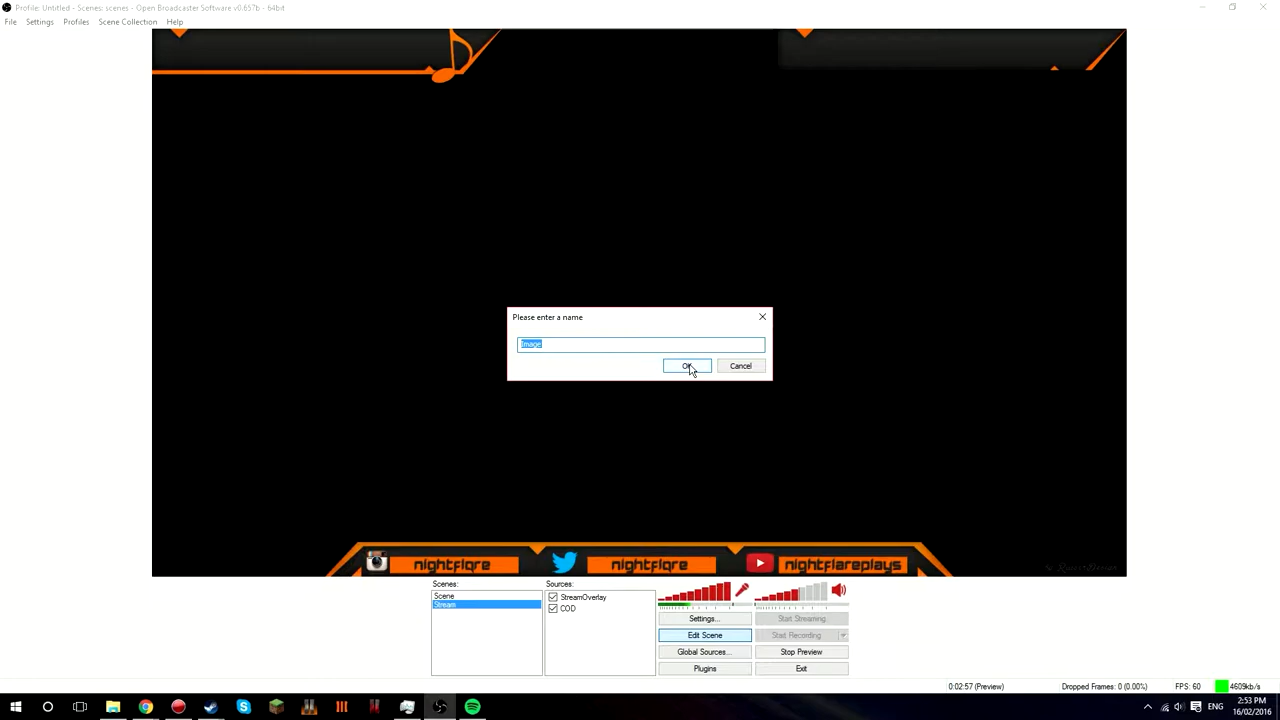 Profile: Untitled - Scenes: scenes - Open Broadcaster Software v0.657b - 64bit
File Settings Profiles Scene Collection Help
Please enter a name
Image
OK Cancel
nightflqre nightflqre nightflareplays
Scenes:
Scene
Stream
Sources:
StreamOverlay
COD
Settings... Start Streaming
Edit Scene Start Recording
Global Sources... Stop Preview
Plugins Exit
0:02:57 (Preview) Dropped Frames: 0 (0.00%) FPS: 60 4609kb/s
ENG 2:53 PM
16/02/2016